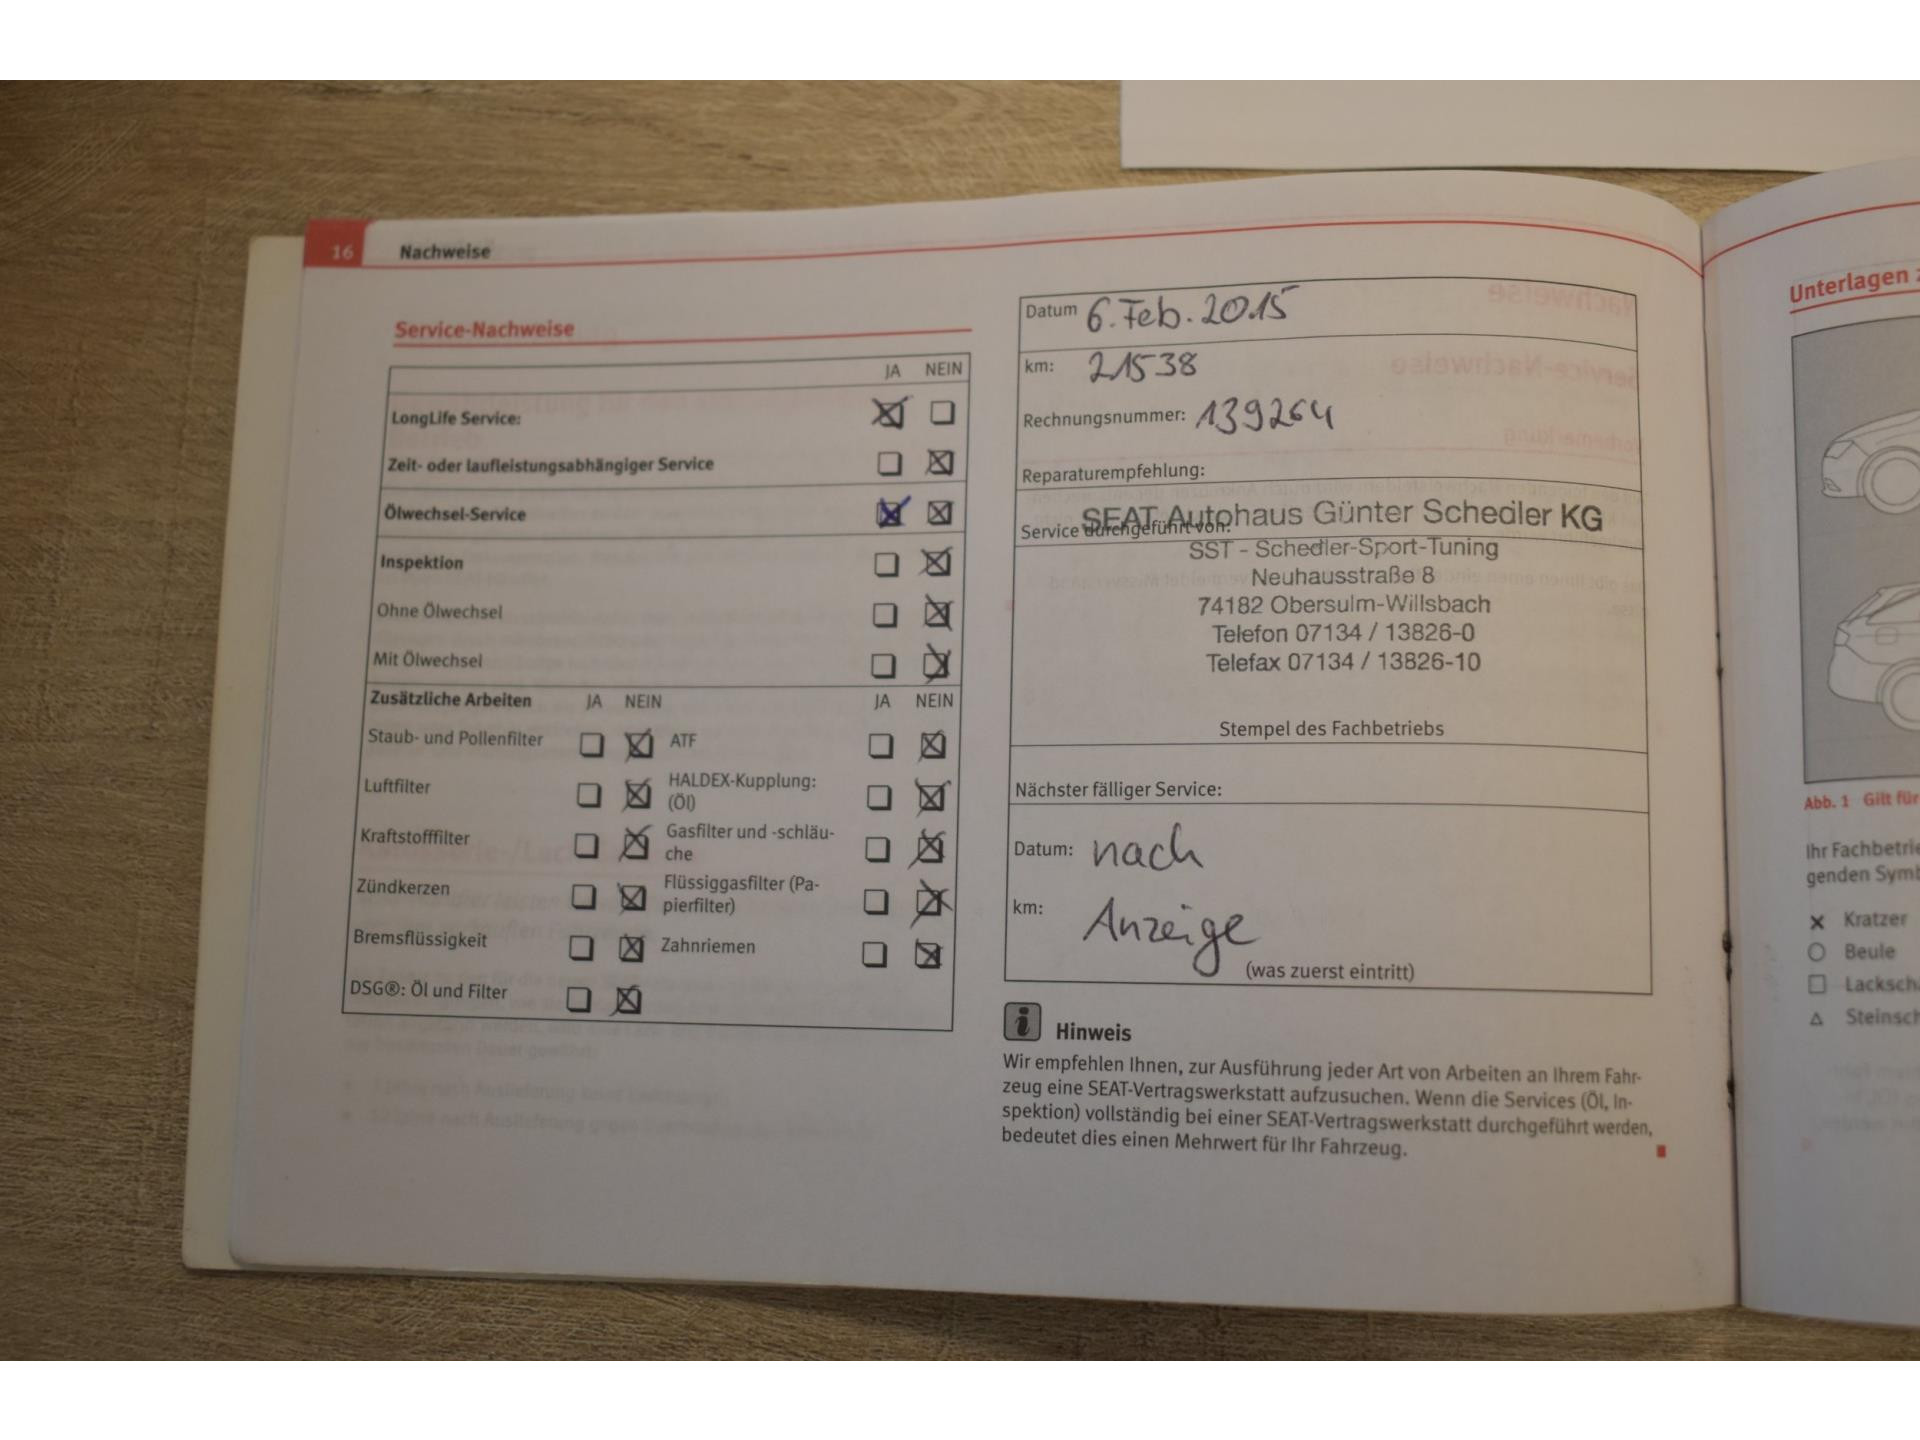 16 Nachweise
Service-Nachweise
JA NEIN
LongLife Service:
Zeit- oder laufleistungsabhängiger Service
Ölwechsel-Service
Inspektion
Ohne Ölwechsel
Mit Ölwechsel
Zusätzliche Arbeiten JA NEIN JA NEIN
Staub- und Pollenfilter ATF
Luftfilter HALDEX-Kupplung:
(Öl)
Kraftstofffilter Gasfilter und -schläu-
che
Zündkerzen Flüssiggasfilter (Pa-
pierfilter)
Bremsflüssigkeit Zahnriemen
DSG®: Öl und Filter
Datum 6. Feb. 2015
km: 21538
Rechnungsnummer: 139264
Reparaturempfehlung:
SEAT Autohaus Günter Schedler KG
Service durchgeführt von:
SST - Schedler-Sport-Tuning
Neuhausstraße 8
74182 Obersulm-Willsbach
Telefon 07134 / 13826-0
Telefax 07134 / 13826-10
Stempel des Fachbetriebs
Nächster fälliger Service:
Datum: nach
km: Anzeige
(was zuerst eintritt)
i Hinweis
Wir empfehlen Ihnen, zur Ausführung jeder Art von Arbeiten an Ihrem Fahr-
zeug eine SEAT-Vertragswerkstatt aufzusuchen. Wenn die Services (Öl, In-
spektion) vollständig bei einer SEAT-Vertragswerkstatt durchgeführt werden,
bedeutet dies einen Mehrwert für Ihr Fahrzeug.
Unterlagen
Abb. 1 Gilt für
Ihr Fachbetrie
genden Symb
Kratzer
Beule
Lacksch
Steinsch